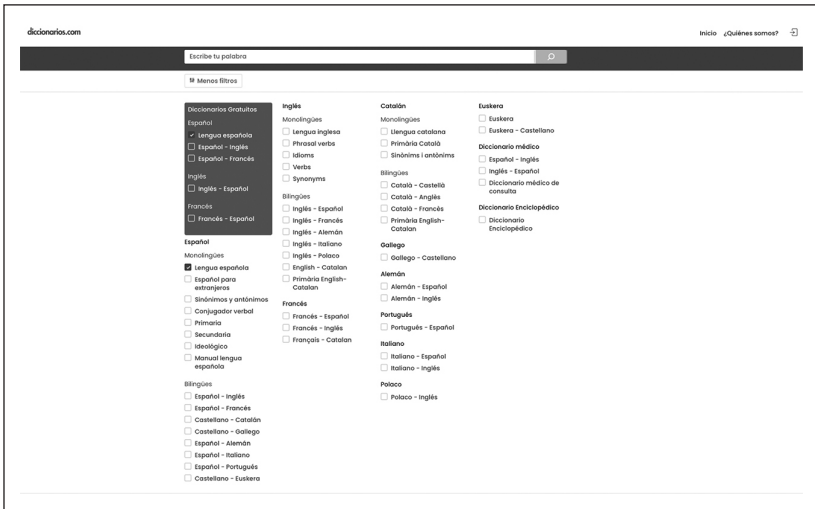 diccionarios.com
Inicio ¿Quiénes somos?
Escribe tu palabra
Menos filtros
Diccionarios Gratuitos
Español
Lengua española
Español - Inglés
Español - Francés
Inglés
Inglés - Español
Francés
Francés - Español
Español
Monolingües
Lengua española
Español para
extranjeros
Sinónimos y antónimos
Conjugador verbal
Primaria
Secundaria
Ideológico
Manual lengua
española
Bilingües
Español - Inglés
Español - Francés
Castellano - Catalán
Castellano - Gallego
Español - Alemán
Español - Italiano
Español - Portugués
Castellano - Euskera
Inglés
Monolingües
Lengua inglesa
Phrasal verbs
Idioms
Verbs
Synonyms
Bilingües
Inglés - Español
Inglés - Francés
Inglés - Alemán
Inglés - Italiano
Inglés - Polaco
English - Catalan
Primària English-
Catalan
Francés
Francés - Español
Francés - Inglés
Français - Catalan
Catalán
Monolingües
Llengua catalana
Primària Català
Sinònims i antònims
Bilingües
Català - Castellà
Català - Anglès
Català - Francés
Primària English-
Catalan
Gallego
Gallego - Castellano
Alemán
Alemán - Español
Alemán - Inglés
Portugués
Portugués - Español
Italiano
Italiano - Español
Italiano - Inglés
Polaco
Polaco - Inglés
Euskera
Euskera
Euskera - Castellano
Diccionario médico
Español - Inglés
Inglés - Español
Diccionario médico de
consulta
Diccionario Enciclopédico
Diccionario
Enciclopédico